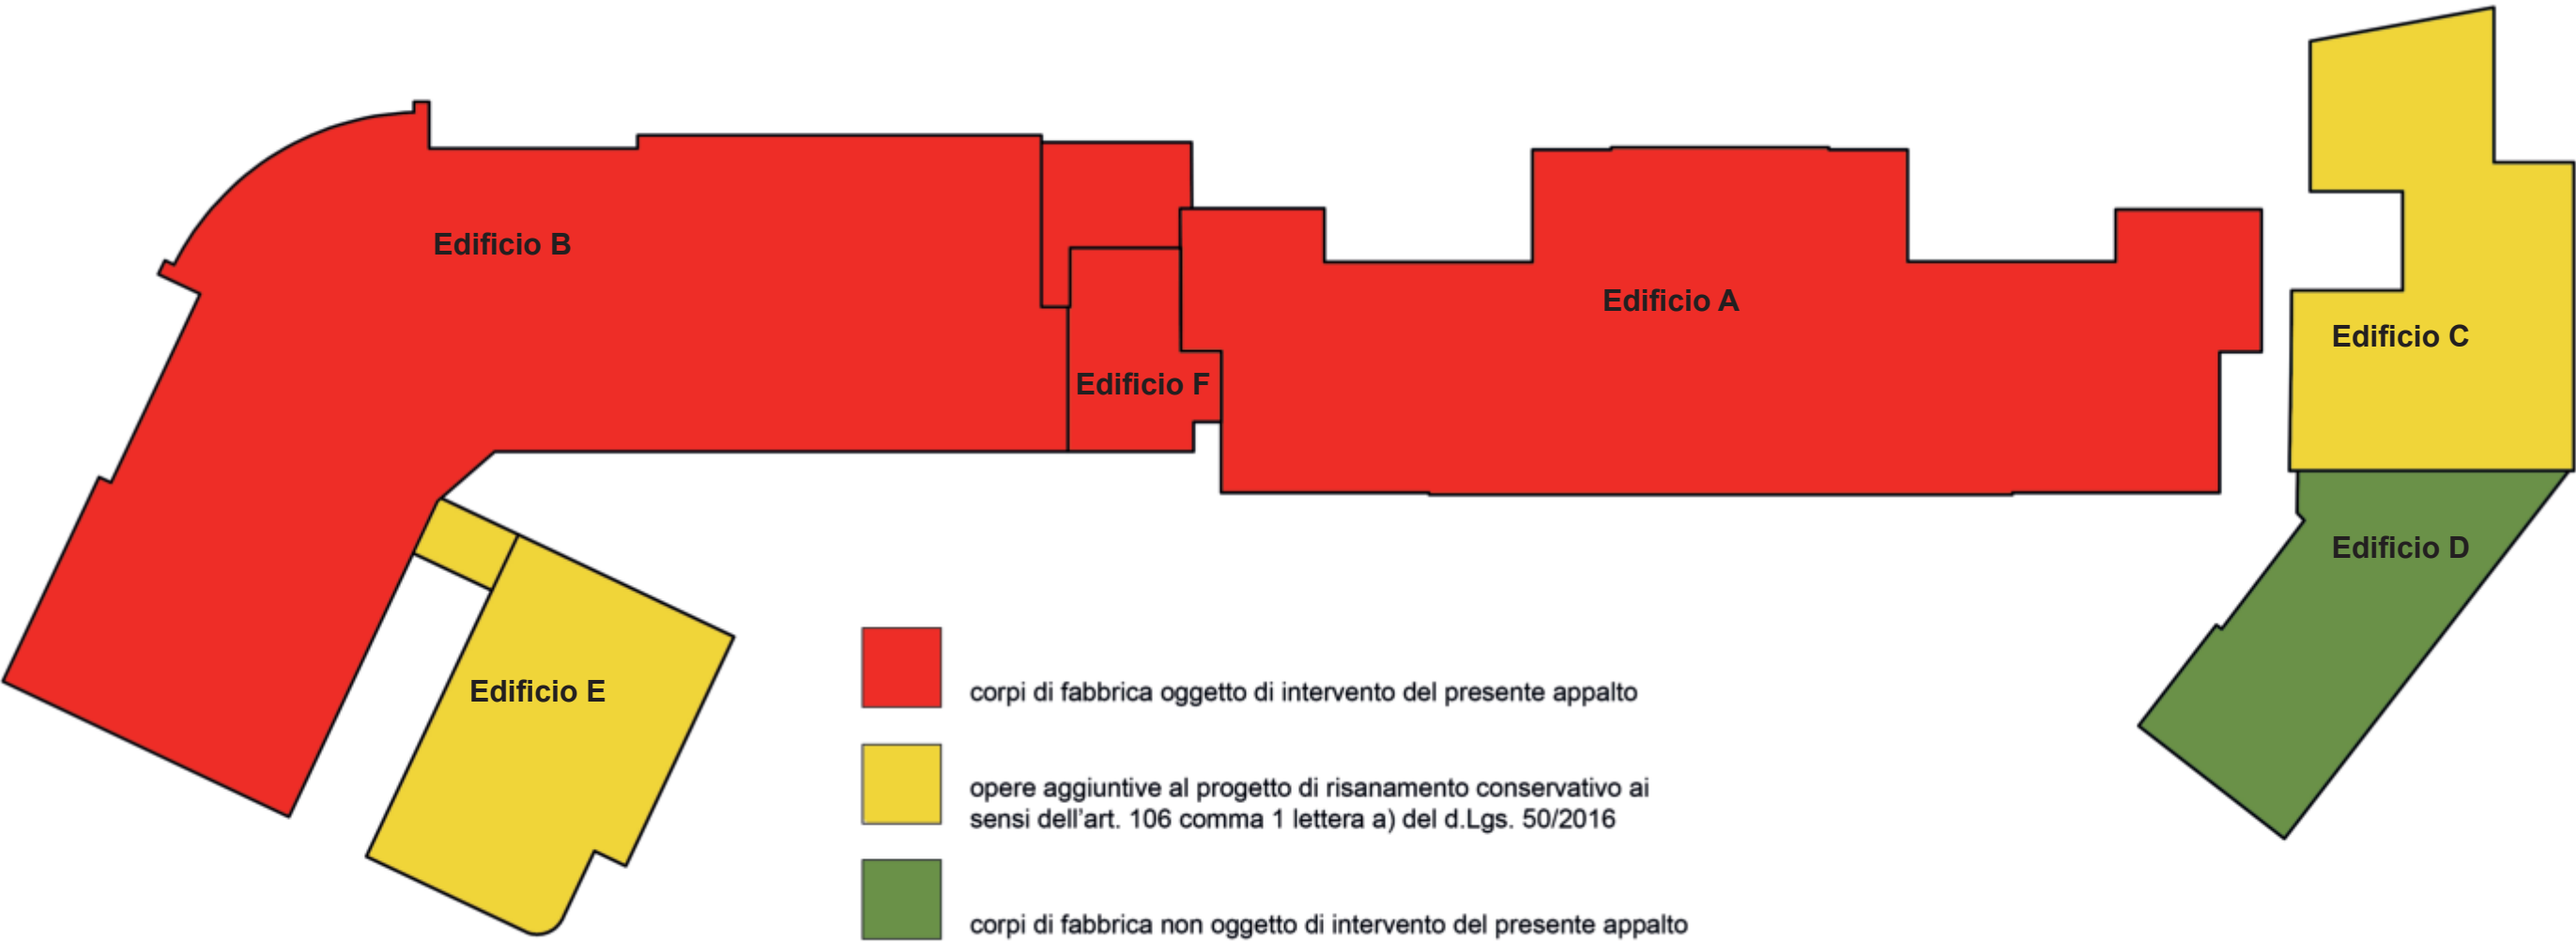 Edificio B
Edificio A
Edificio F
Edificio C
Edificio D
Edificio E
corpi di fabbrica oggetto di intervento del presente appalto
opere aggiuntive al progetto di risanamento conservativo ai
sensi dell'art. 106 comma 1 lettera a) del d.Lgs. 50/2016
corpi di fabbrica non oggetto di intervento del presente appalto